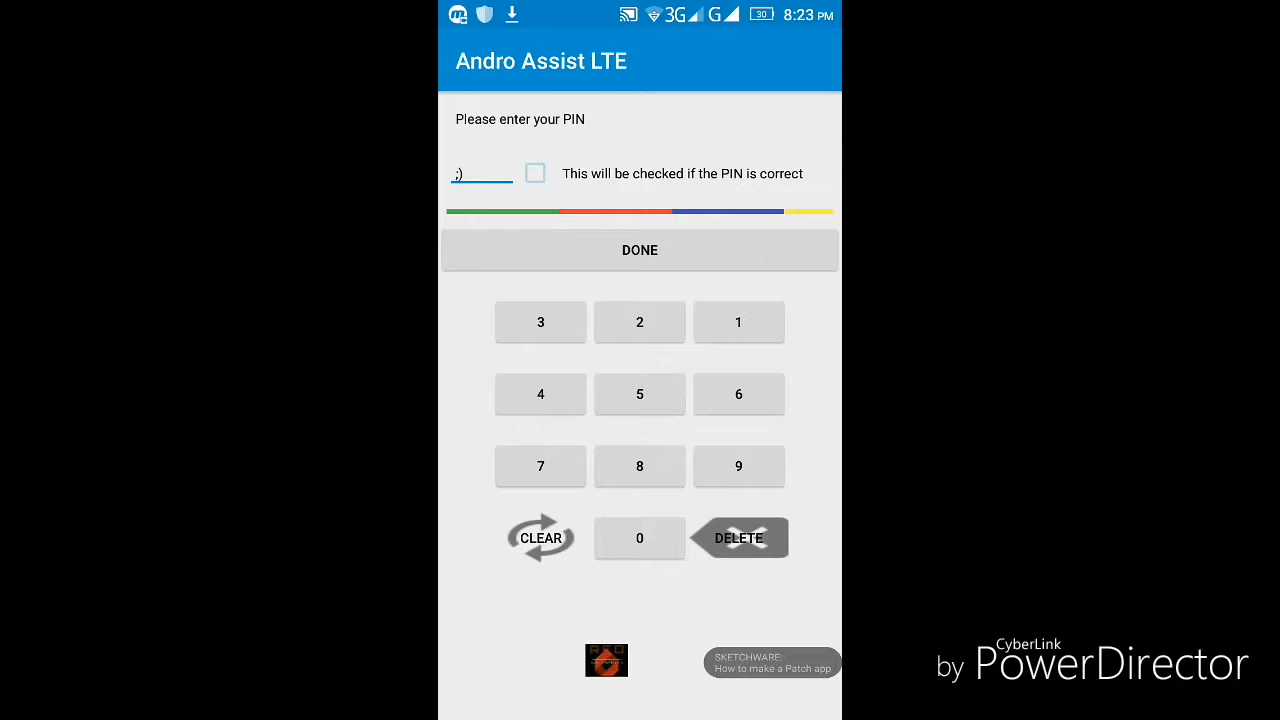 3G G 30 8:23 PM
Andro Assist LTE
Please enter your PIN
;) This will be checked if the PIN is correct
DONE
3 2 1
4 5 6
7 8 9
CLEAR 0 DELETE
RED
SKETCHWARE:
How to make a Patch app
CyberLink
by PowerDirector